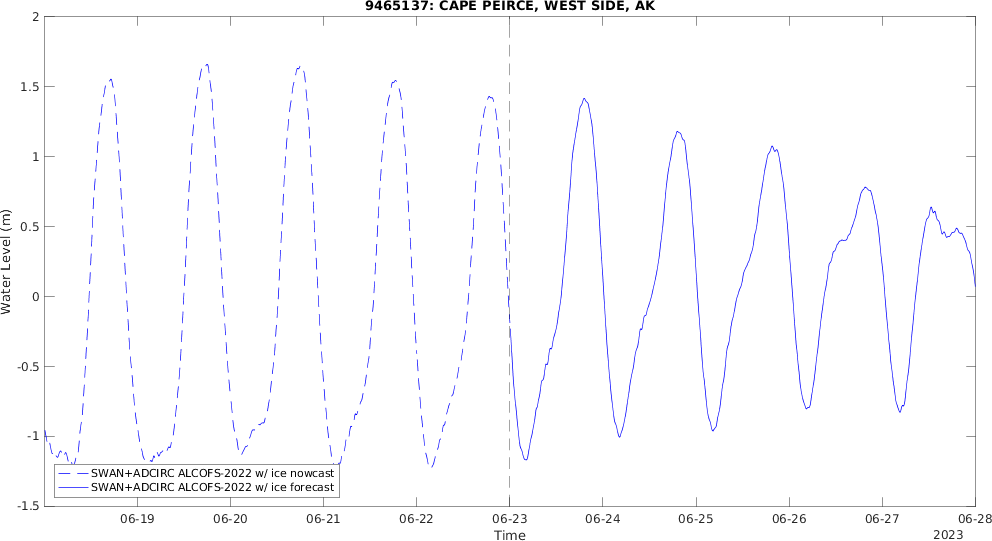 9465137: CAPE PEIRCE, WEST SIDE, AK
2
1.5
1
0.5
0
-0.5
-1
-1.5
Water Level (m)
SWAN+ADCIRC ALCOFS-2022 w/ ice nowcast
SWAN+ADCIRC ALCOFS-2022 w/ ice forecast
06-19 06-20 06-21 06-22 06-23 06-24 06-25 06-26 06-27 06-28
Time
2023